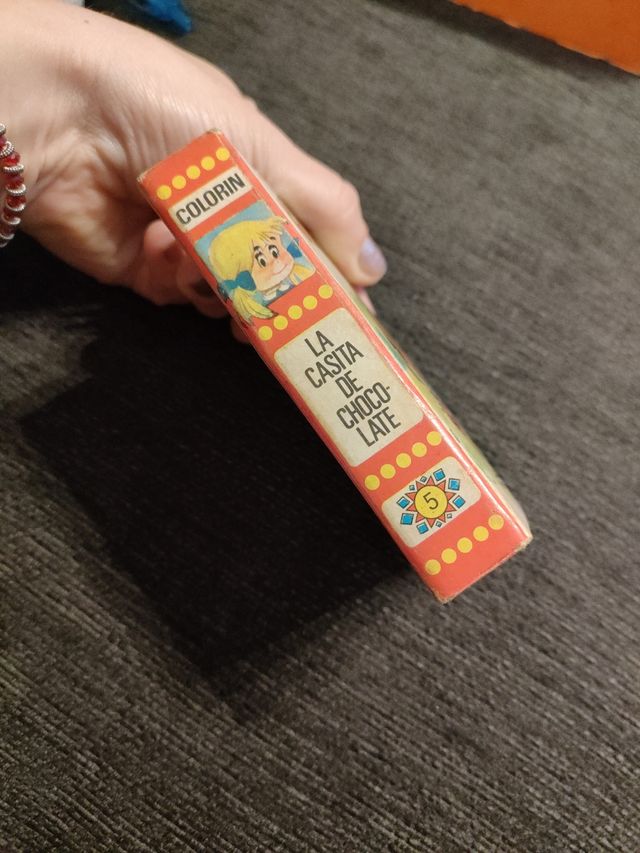 COLORIN
LA
CASITA
DE
CHOCO-
LATE
5